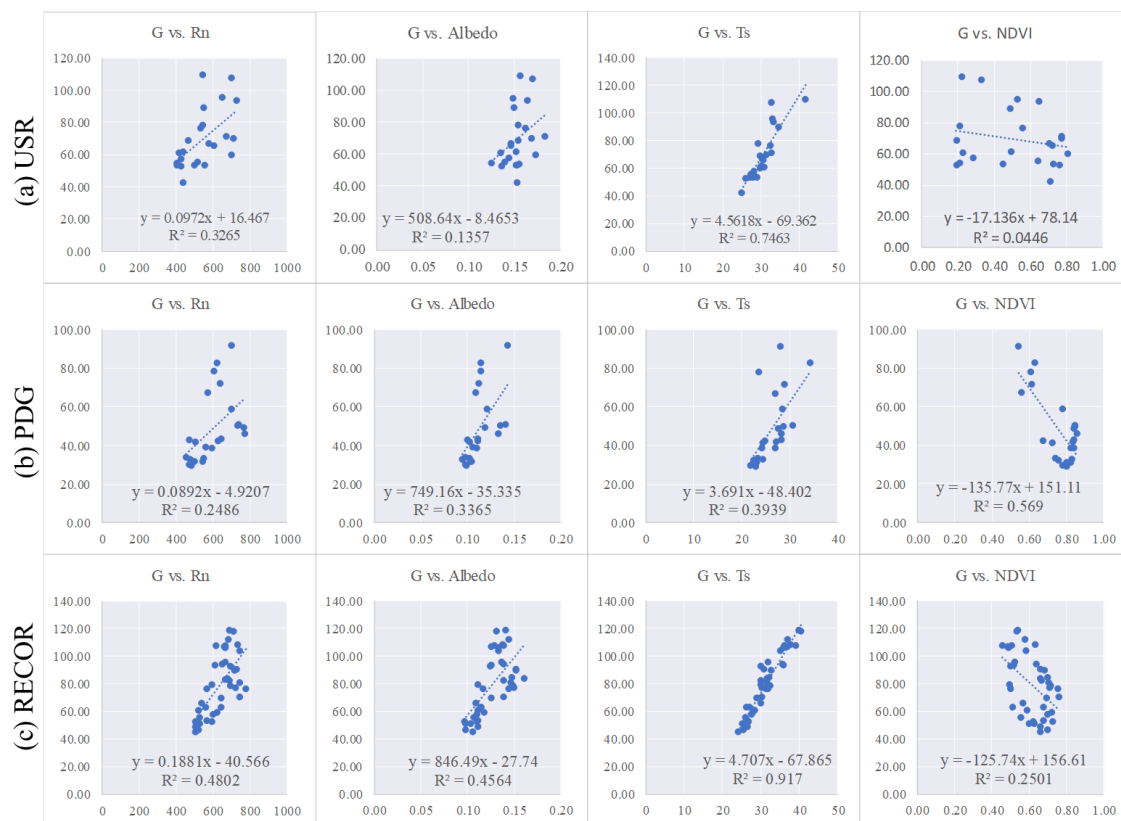 (a) USR
G vs. Rn
120.00
100.00
80.00
60.00
40.00
20.00
0.00
y = 0.0972x + 16.467
R² = 0.3265
0 200 400 600 800 1000
G vs. Albedo
120.00
100.00
80.00
60.00
40.00
20.00
0.00
y = 508.64x - 8.4653
R² = 0.1357
0.00 0.05 0.10 0.15 0.20
G vs. Ts
140.00
120.00
100.00
80.00
60.00
40.00
20.00
0.00
y = 4.5618x - 69.362
R² = 0.7463
0 10 20 30 40 50
G vs. NDVI
120.00
100.00
80.00
60.00
40.00
20.00
0.00
y = -17.136x + 78.14
R² = 0.0446
0.00 0.20 0.40 0.60 0.80 1.00
(b) PDG
G vs. Rn
100.00
80.00
60.00
40.00
20.00
0.00
y = 0.0892x - 4.9207
R² = 0.2486
0 200 400 600 800 1000
G vs. Albedo
100.00
80.00
60.00
40.00
20.00
0.00
y = 749.16x - 35.335
R² = 0.3365
0.00 0.05 0.10 0.15 0.20
G vs. Ts
100.00
80.00
60.00
40.00
20.00
0.00
y = 3.691x - 48.402
R² = 0.3939
0 10 20 30 40
G vs. NDVI
100.00
80.00
60.00
40.00
20.00
0.00
y = -135.77x + 151.11
R² = 0.569
0.00 0.20 0.40 0.60 0.80 1.00
(c) RECOR
G vs. Rn
140.00
120.00
100.00
80.00
60.00
40.00
20.00
0.00
y = 0.1881x - 40.566
R² = 0.4802
0 200 400 600 800 1000
G vs. Albedo
140.00
120.00
100.00
80.00
60.00
40.00
20.00
0.00
y = 846.49x - 27.74
R² = 0.4564
0.00 0.05 0.10 0.15 0.20
G vs. Ts
140.00
120.00
100.00
80.00
60.00
40.00
20.00
0.00
y = 4.707x - 67.865
R² = 0.917
0 10 20 30 40 50
G vs. NDVI
140.00
120.00
100.00
80.00
60.00
40.00
20.00
0.00
y = -125.74x + 156.61
R² = 0.2501
0.00 0.20 0.40 0.60 0.80 1.00